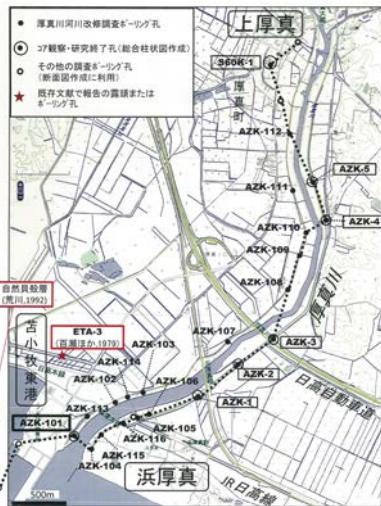 厚真川河川改修調査ボーリング孔
コア観察・研究終了孔(総合柱状図作成)
その他の調査ボーリング孔
(断面図作成に利用)
既存文献で報告の露頭または
ボーリング孔
上厚真
S60K-1
厚真町
AZK-112
AZK-5
AZK-111
AZK-4
AZK-110
AZK-109
厚真川
AZK-108
自然貝殻層
(荒川,1992)
苫小牧東港
ETA-3
(百瀬ほか,1979)
AZK-103
AZK-107
AZK-3
AZK-114
AZK-102
AZK-106
AZK-2
日高自動車道
AZK-113
AZK-1
AZK-101
AZK-105
AZK-116
AZK-115
AZK-104
浜厚真
JR日高線
500m